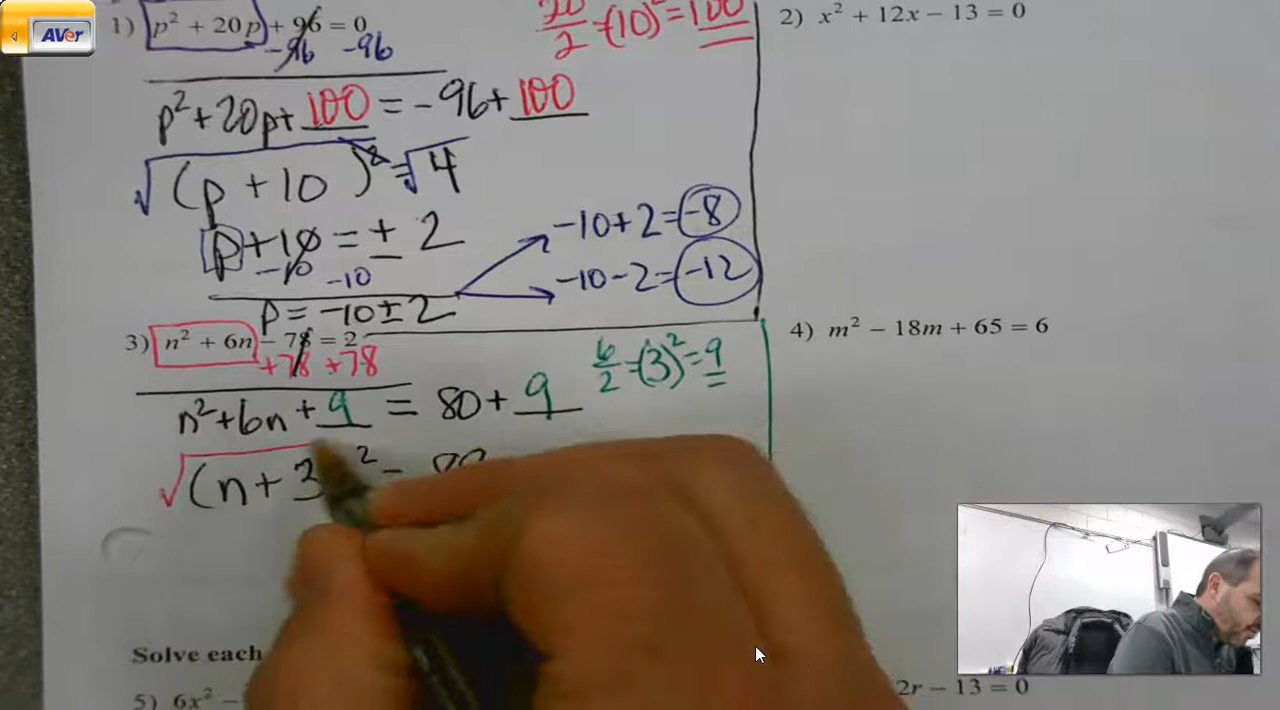 AVer
1) p² + 20p + 96 = 0
-96 -96
20/2 = (10)² = 100
p² + 20p + 100 = -96 + 100
√(p + 10)² = √4
p + 10 = ± 2
-10 -10
p = -10 ± 2
-10 + 2 = -8
-10 - 2 = -12
2) x² + 12x − 13 = 0
3) n² + 6n − 78 = 2
+78 +78
6/2 = (3)² = 9
n² + 6n + 9 = 80 + 9
√(n + 3 ² =
4) m² − 18m + 65 = 6
Solve each
5) 6x² −
2r − 13 = 0